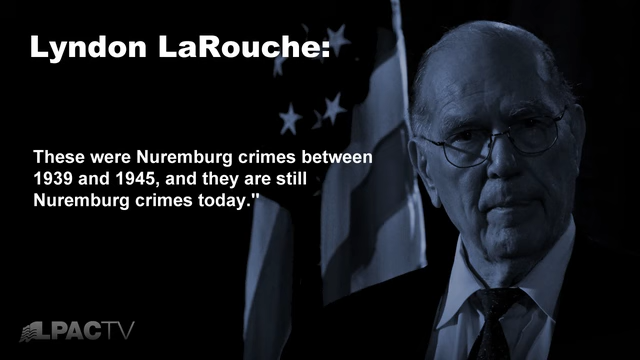 Lyndon LaRouche:
These were Nuremburg crimes between
1939 and 1945, and they are still
Nuremburg crimes today."
LPACTV